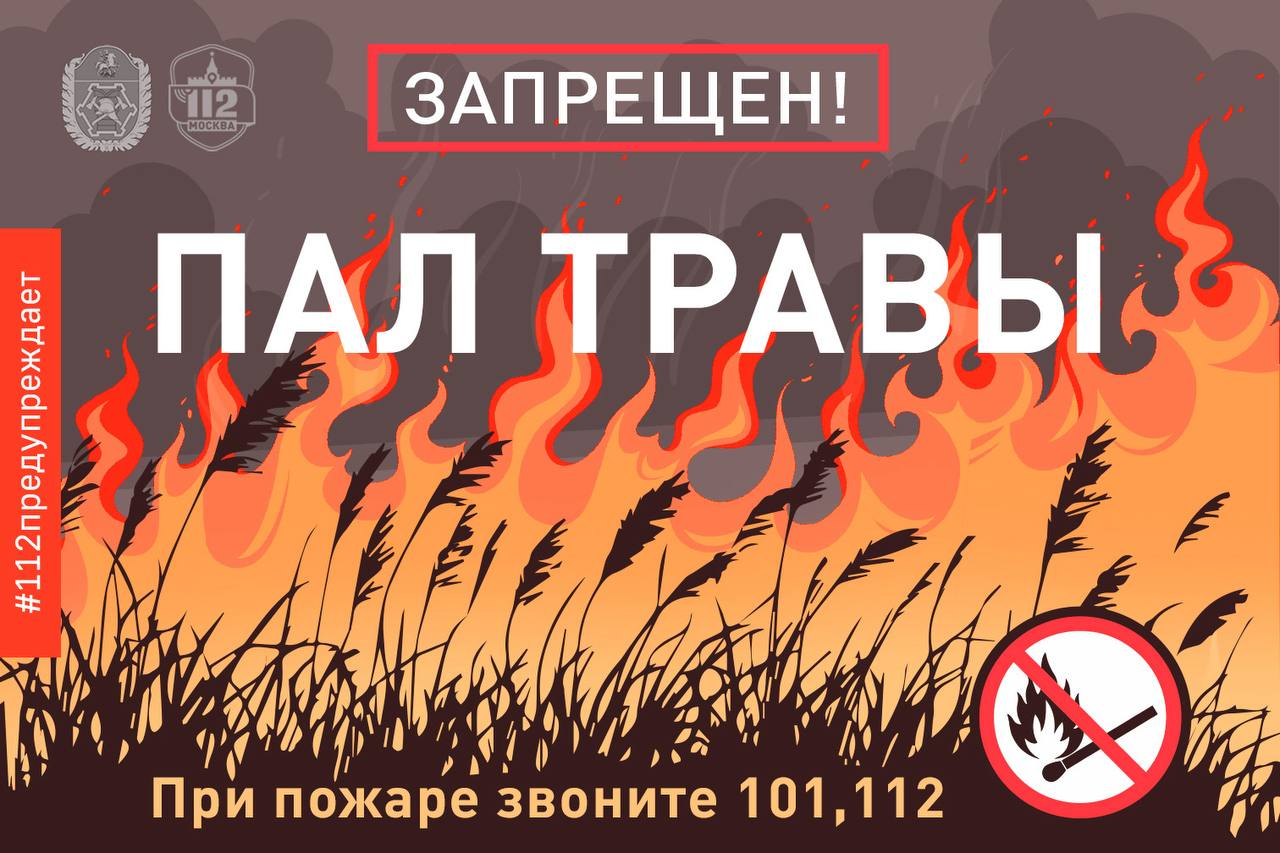 112
МОСКВА
ЗАПРЕЩЕН!
ПАЛ ТРАВЫ
#112предупреждает
При пожаре звоните 101,112